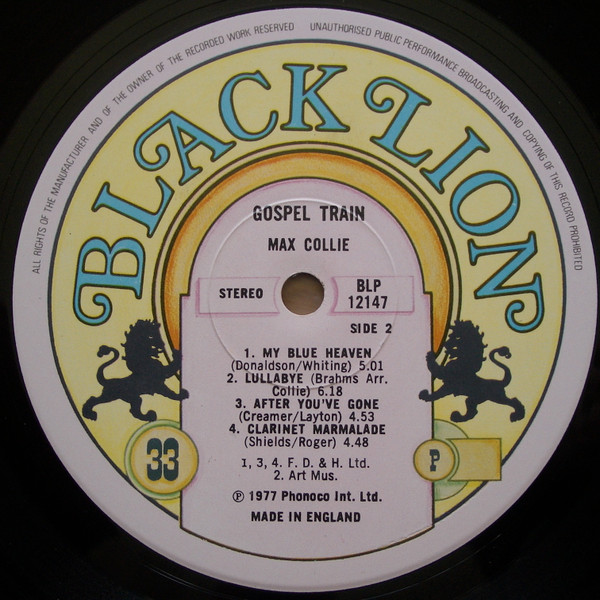 ALL RIGHTS OF THE MANUFACTURER AND OF THE OWNER OF THE RECORDED WORK RESERVED UNAUTHORISED PUBLIC PERFORMANCE BROADCASTING AND COPYING OF THIS RECORD PROHIBITED
BLACK LION
GOSPEL TRAIN
MAX COLLIE
STEREO
BLP
12147
SIDE 2
1. MY BLUE HEAVEN
(Donaldson/Whiting) 5.01
2. LULLABYE (Brahms Arr.
Collie) 6.18
3. AFTER YOU'VE GONE
(Creamer/Layton) 4.53
4. CLARINET MARMALADE
(Shields/Roger) 4.48
33
P
1, 3, 4. F. D. & H. Ltd.
2. Art Mus.
℗ 1977 Phonoco Int. Ltd.
MADE IN ENGLAND